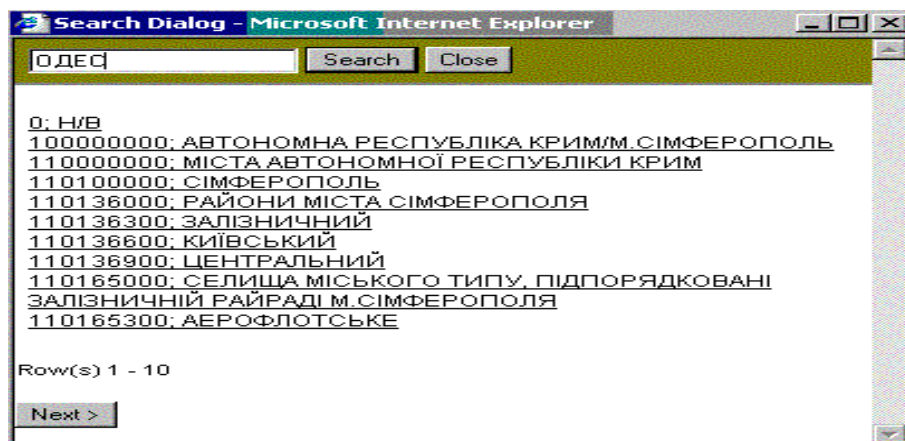 Search Dialog - Microsoft Internet Explorer
ОДЕС Search Close
0; Н/В
100000000; АВТОНОМНА РЕСПУБЛІКА КРИМ/М.СІМФЕРОПОЛЬ
110000000; МІСТА АВТОНОМНОЇ РЕСПУБЛІКИ КРИМ
110100000; СІМФЕРОПОЛЬ
110136000; РАЙОНИ МІСТА СІМФЕРОПОЛЯ
110136300; ЗАЛІЗНИЧНИЙ
110136600; КИЇВСЬКИЙ
110136900; ЦЕНТРАЛЬНИЙ
110165000; СЕЛИЩА МІСЬКОГО ТИПУ, ПІДПОРЯДКОВАНІ
ЗАЛІЗНИЧНІЙ РАЙРАДІ М.СІМФЕРОПОЛЯ
110165300; АЕРОФЛОТСЬКЕ
Row(s) 1 - 10
Next >